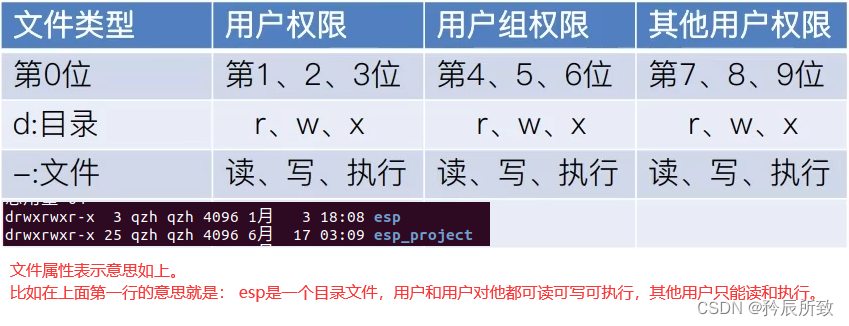 文件类型 用户权限 用户组权限 其他用户权限
第0位 第1、2、3位 第4、5、6位 第7、8、9位
d:目录 r、w、x r、w、x r、w、x
-:文件 读、写、执行 读、写、执行 读、写、执行
drwxrwxr-x 3 qzh qzh 4096 1月 3 18:08 esp
drwxrwxr-x 25 qzh qzh 4096 6月 17 03:09 esp_project
文件属性表示意思如上。
比如在上面第一行的意思就是： esp是一个目录文件，用户和用户对他都可读可写可执行，其他用户只能读和执行。
CSDN @矜辰所致